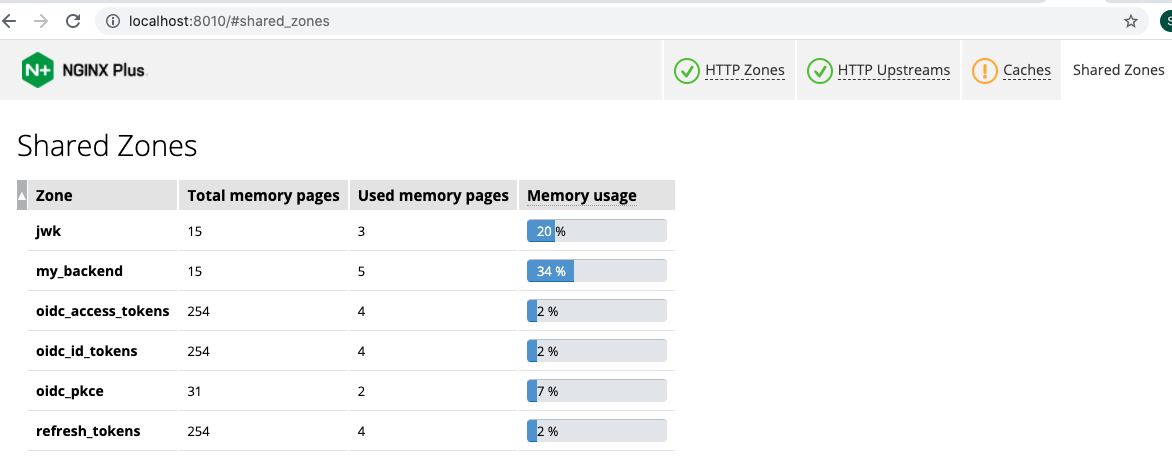 localhost:8010/#shared_zones
S
N+ NGINX Plus
HTTP Zones
HTTP Upstreams
Caches
Shared Zones
Shared Zones
Zone Total memory pages Used memory pages Memory usage
jwk 15 3 20 %
my_backend 15 5 34 %
oidc_access_tokens 254 4 2 %
oidc_id_tokens 254 4 2 %
oidc_pkce 31 2 7 %
refresh_tokens 254 4 2 %